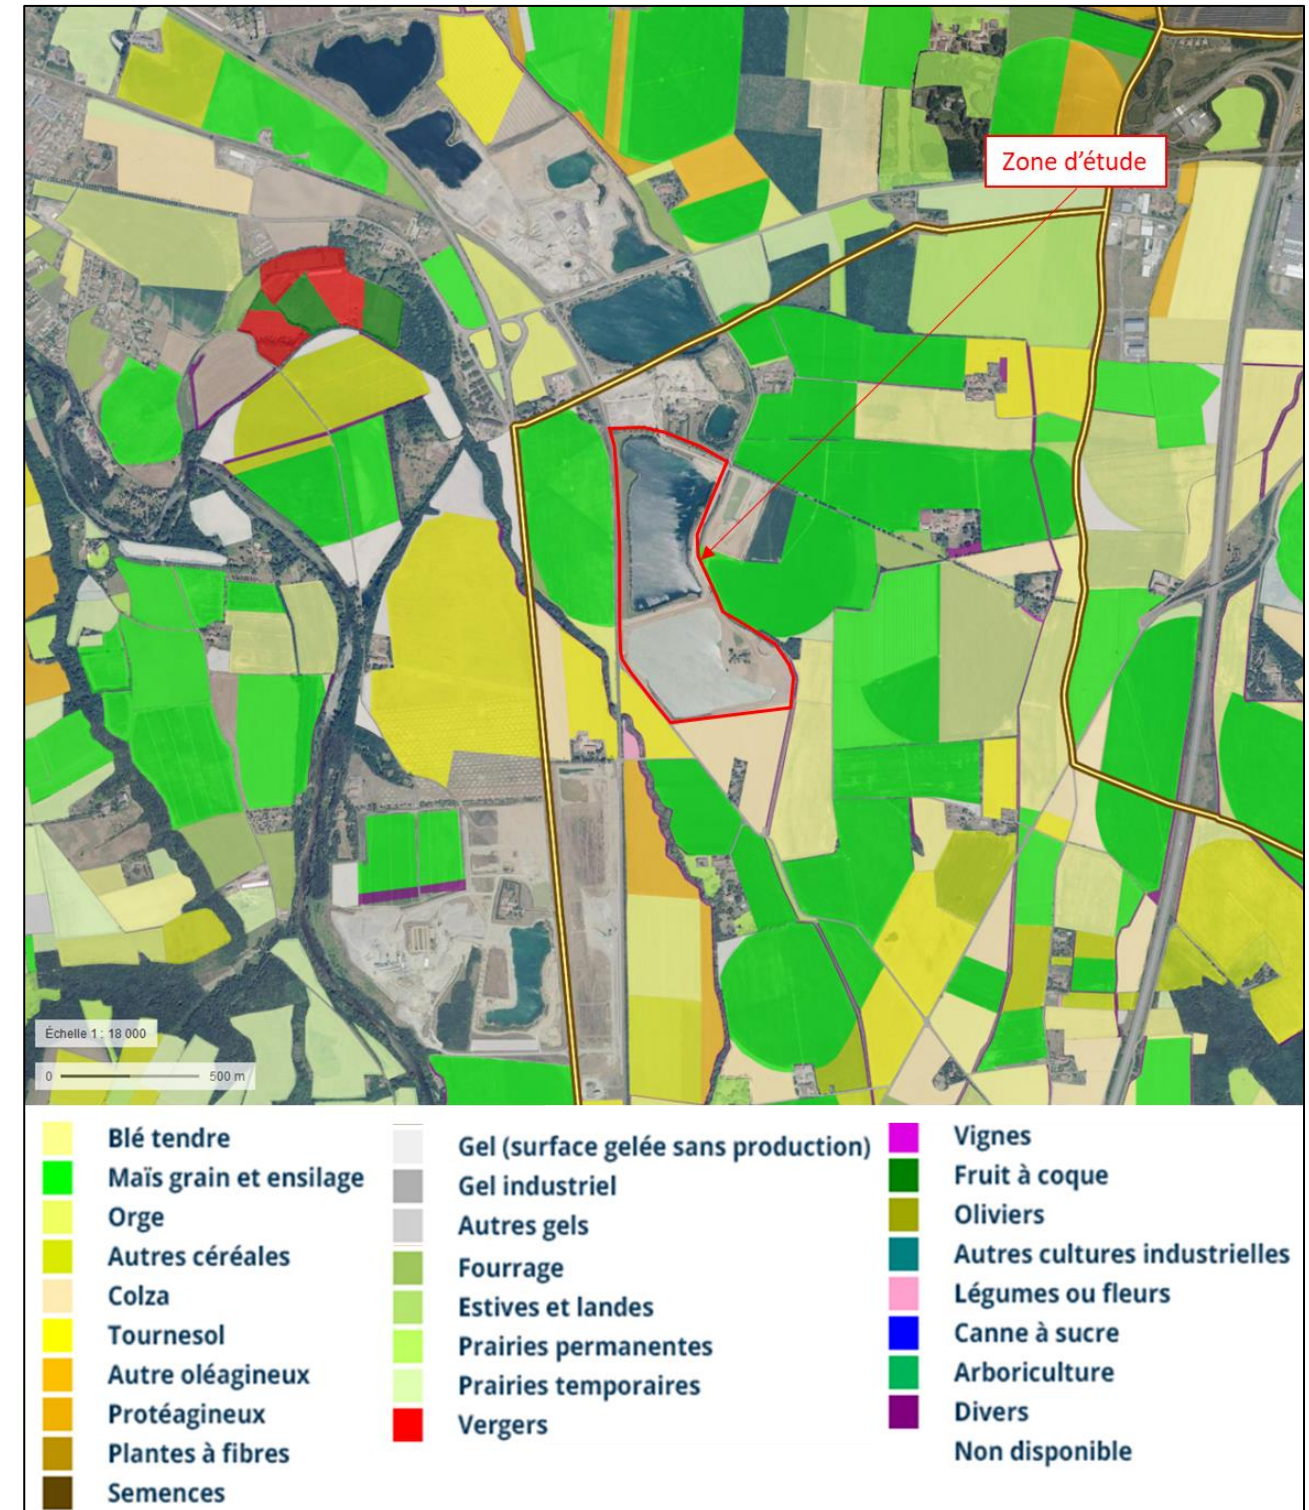 Zone d'étude
Échelle 1 : 18 000
0 500 m
Blé tendre
Maïs grain et ensilage
Orge
Autres céréales
Colza
Tournesol
Autre oléagineux
Protéagineux
Plantes à fibres
Semences
Gel (surface gelée sans production)
Gel industriel
Autres gels
Fourrage
Estives et landes
Prairies permanentes
Prairies temporaires
Vergers
Vignes
Fruit à coque
Oliviers
Autres cultures industrielles
Légumes ou fleurs
Canne à sucre
Arboriculture
Divers
Non disponible